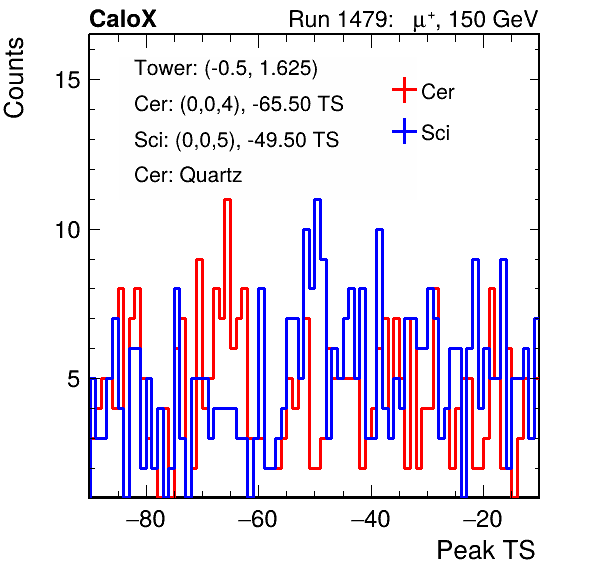 CaloX Run 1479: μ⁺, 150 GeV
Counts
Tower: (-0.5, 1.625)
Cer: (0,0,4), -65.50 TS
Sci: (0,0,5), -49.50 TS
Cer: Quartz
Cer
Sci
15
10
5
−80 −60 −40 −20
Peak TS